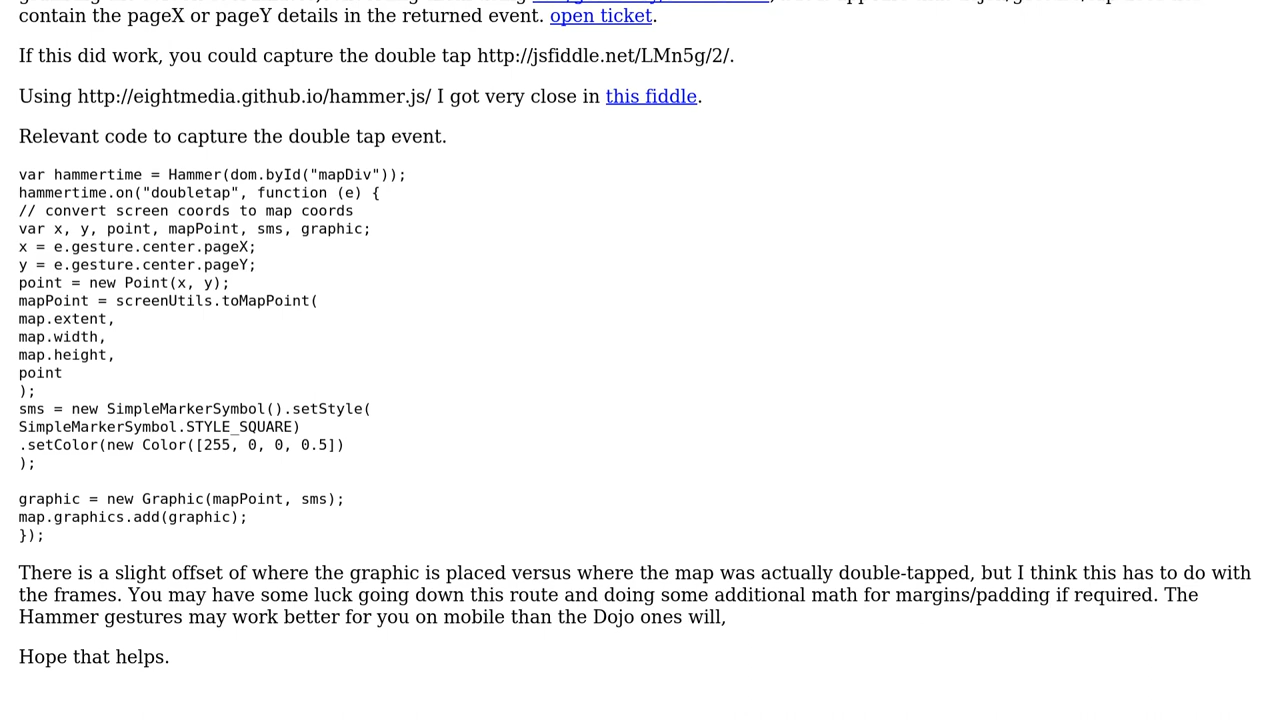 contain the pageX or pageY details in the returned event. open ticket.
If this did work, you could capture the double tap http://jsfiddle.net/LMn5g/2/.
Using http://eightmedia.github.io/hammer.js/ I got very close in this fiddle.
Relevant code to capture the double tap event.
var hammertime = Hammer(dom.byId("mapDiv"));
hammertime.on("doubletap", function (e) {
// convert screen coords to map coords
var x, y, point, mapPoint, sms, graphic;
x = e.gesture.center.pageX;
y = e.gesture.center.pageY;
point = new Point(x, y);
mapPoint = screenUtils.toMapPoint(
map.extent,
map.width,
map.height,
point
);
sms = new SimpleMarkerSymbol().setStyle(
SimpleMarkerSymbol.STYLE_SQUARE)
.setColor(new Color([255, 0, 0, 0.5])
);
graphic = new Graphic(mapPoint, sms);
map.graphics.add(graphic);
});
There is a slight offset of where the graphic is placed versus where the map was actually double-tapped, but I think this has to do with
the frames. You may have some luck going down this route and doing some additional math for margins/padding if required. The
Hammer gestures may work better for you on mobile than the Dojo ones will,
Hope that helps.